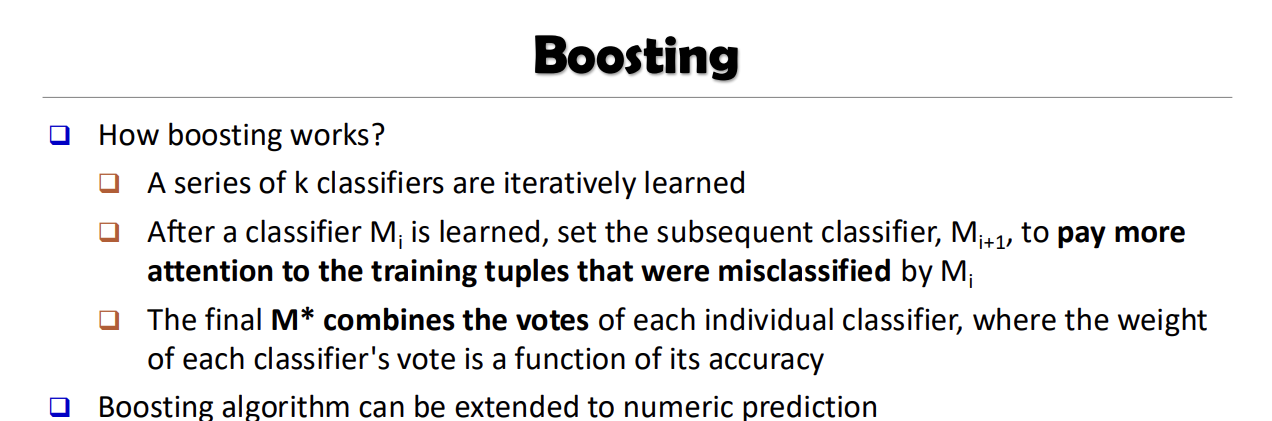 Boosting
How boosting works?
A series of k classifiers are iteratively learned
After a classifier Mi is learned, set the subsequent classifier, Mi+1, to pay more
attention to the training tuples that were misclassified by Mi
The final M* combines the votes of each individual classifier, where the weight
of each classifier's vote is a function of its accuracy
Boosting algorithm can be extended to numeric prediction